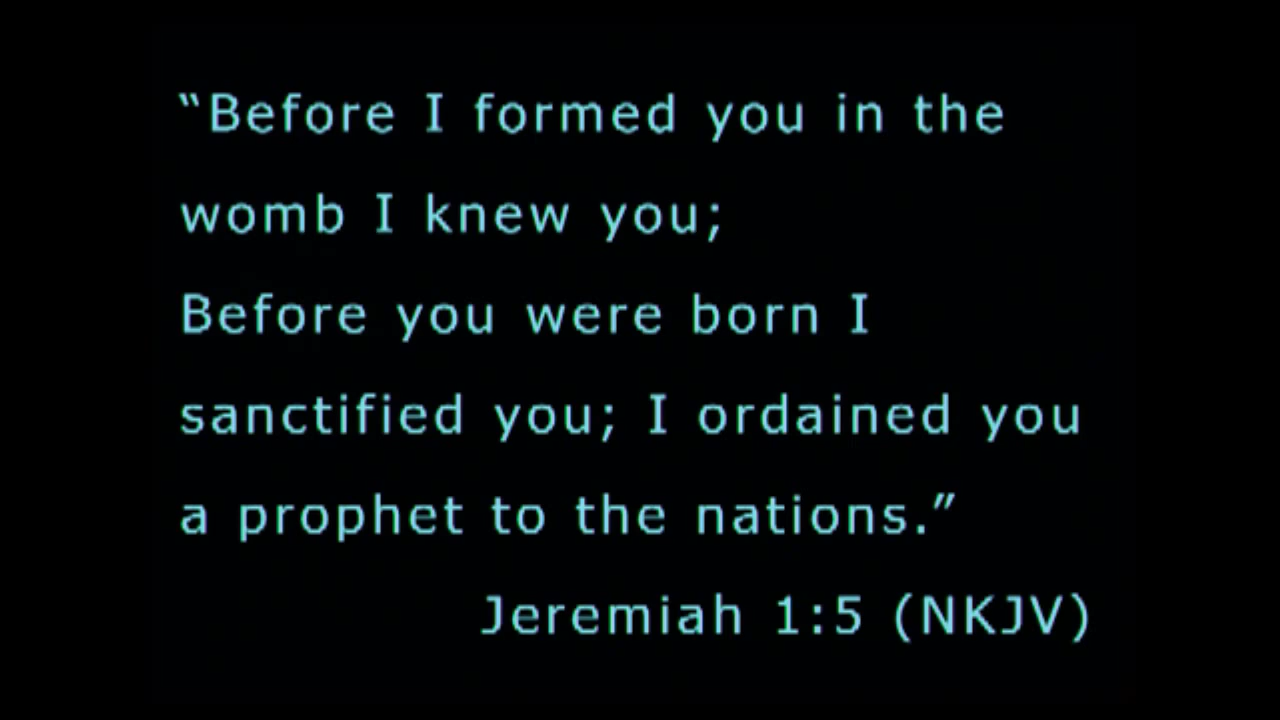 “Before I formed you in the
womb I knew you;
Before you were born I
sanctified you; I ordained you
a prophet to the nations.”
Jeremiah 1:5 (NKJV)